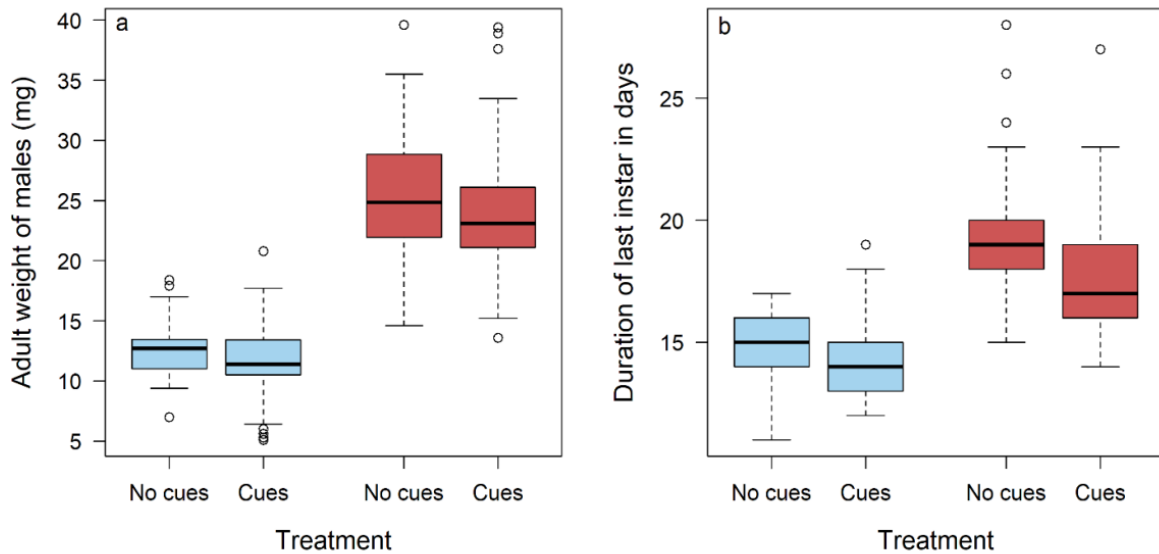 a
Adult weight of males (mg)
40
35
30
25
20
15
10
5
No cues Cues No cues Cues
Treatment
b
Duration of last instar in days
25
20
15
No cues Cues No cues Cues
Treatment